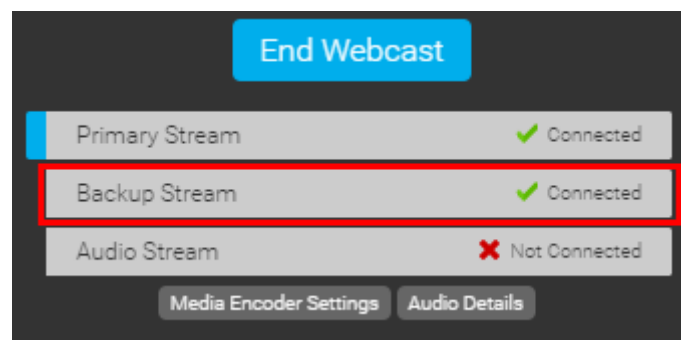 End Webcast
Primary Stream Connected
Backup Stream Connected
Audio Stream Not Connected
Media Encoder Settings Audio Details